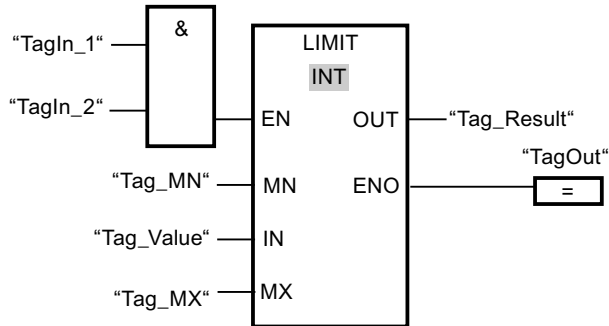 &
LIMIT
INT
“TagIn_1“
“TagIn_2“
EN
OUT
“Tag_Result“
“TagOut“
“Tag_MN“
MN
ENO
=
“Tag_Value“
IN
“Tag_MX“
MX